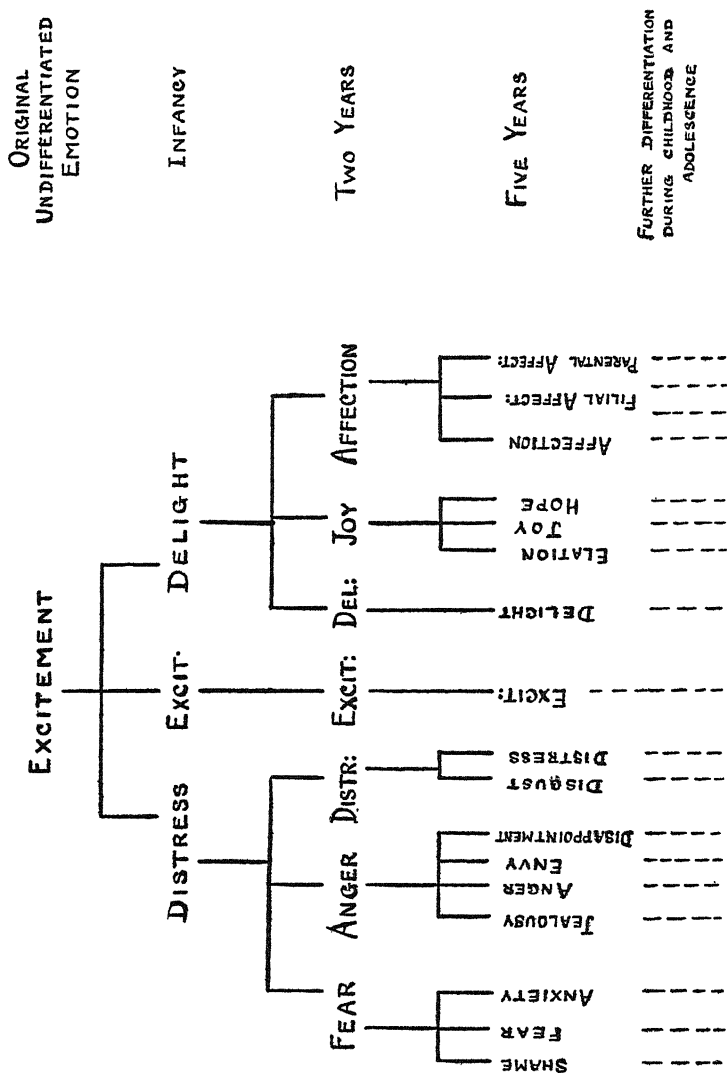 ORIGINAL
UNDIFFERENTIATED
EMOTION
EXCITEMENT
INFANCY
DISTRESS
EXCIT·
DELIGHT
TWO YEARS
FEAR
ANGER
DISTR:
EXCIT:
DEL:
JOY
AFFECTION
FIVE YEARS
SHAME
FEAR
ANXIETY
JEALOUSY
ANGER
ENVY
DISAPPOINTMENT
DISGUST
DISTRESS
EXCIT:
DELIGHT
ELATION
JOY
HOPE
AFFECTION
FILIAL AFFECT:
PARENTAL AFFECT:
FURTHER DIFFERENTIATION
DURING CHILDHOOD AND
ADOLESCENCE